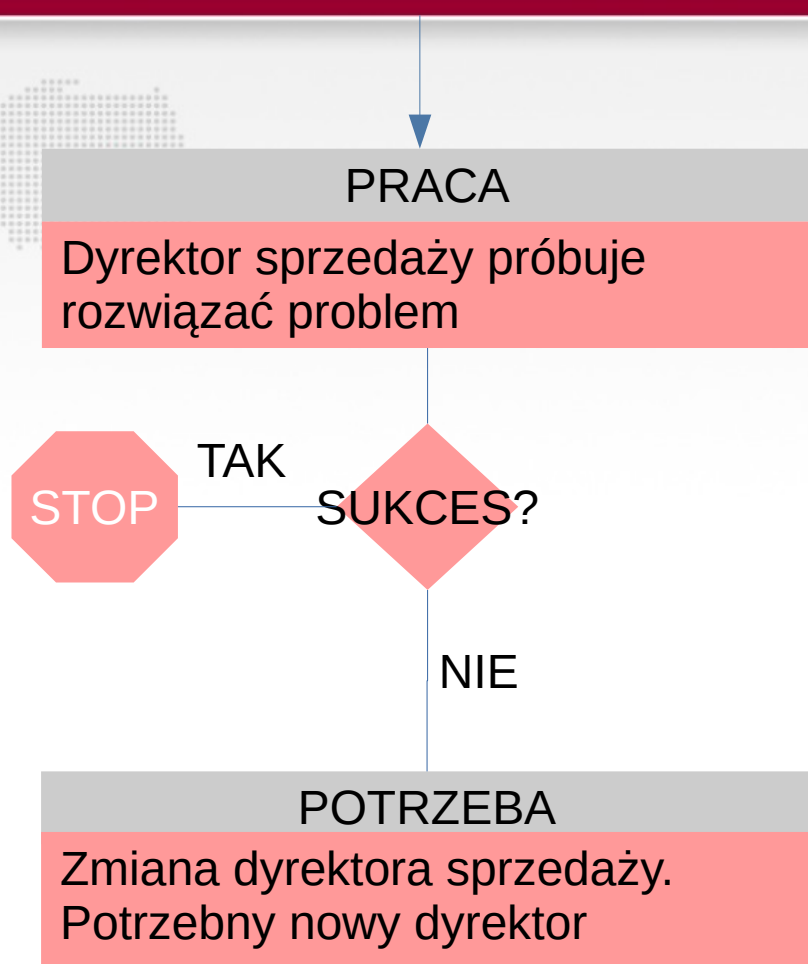 PRACA
Dyrektor sprzedaży próbuje
rozwiązać problem
TAK
STOP
SUKCES?
NIE
POTRZEBA
Zmiana dyrektora sprzedaży.
Potrzebny nowy dyrektor